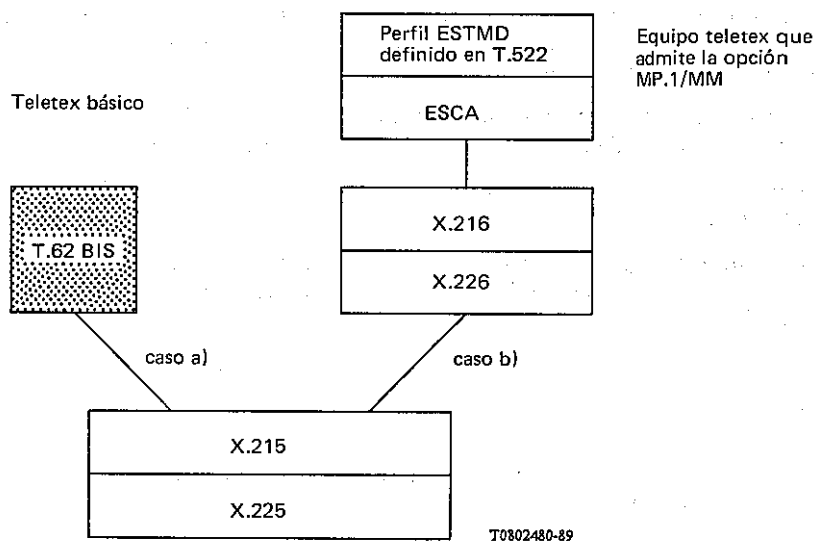 Perfil ESTMD
definido en T.522
Equipo teletex que
admite la opción
MP.1/MM
Teletex básico
ESCA
T.62 BIS
X.216
X.226
caso a)
caso b)
X.215
X.225
T0802480-89